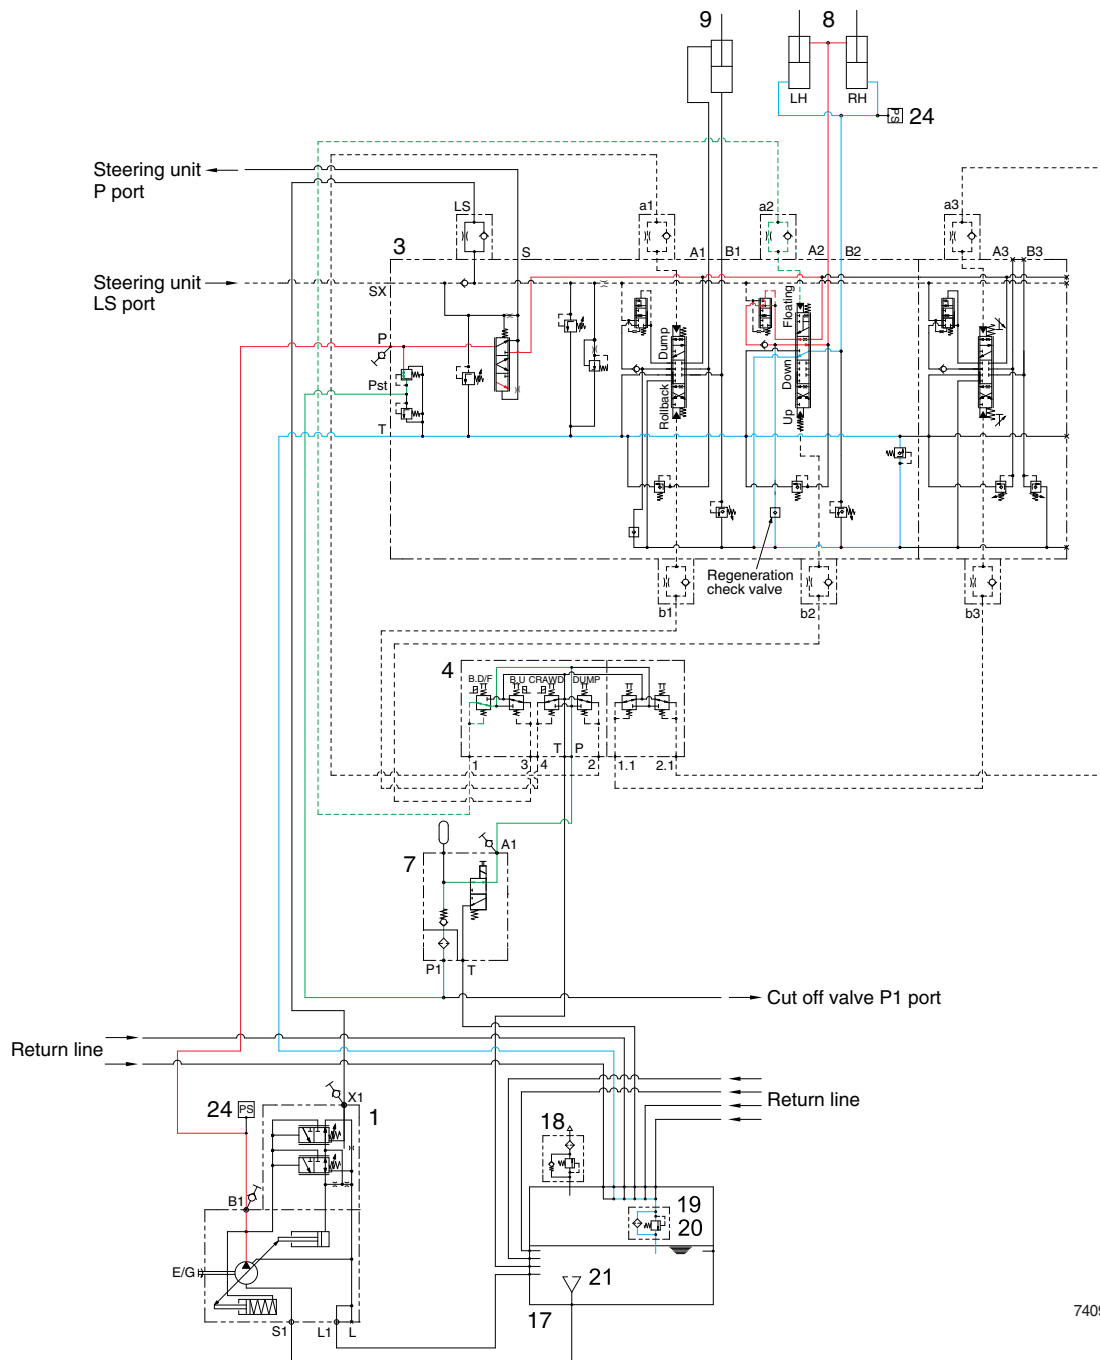 9
8
LH
RH
PS
24
Steering unit
P port
LS
a1
a2
a3
3
S
A1
B1
A2
B2
A3
B3
Steering unit
LS port
SX
P
Pst
T
Dump
Rollback
Floating
Down
Up
Regeneration
check valve
b1
b2
b3
4
B.D/F
B.U
CRAWD
DUMP
T
P
1
3
4
2
1.1
2.1
7
A1
P1
T
Cut off valve P1 port
Return line
Return line
24
PS
X1
1
18
B1
19
20
E/G
21
17
S1
L1
L
7409